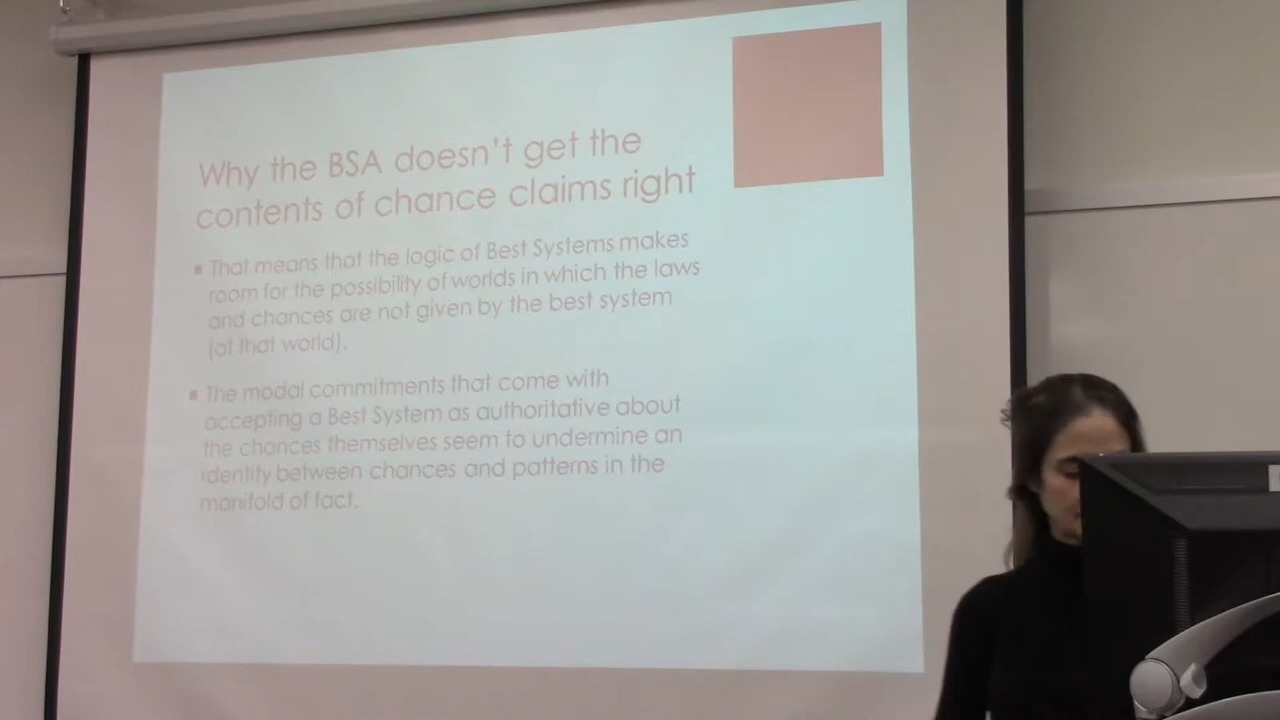 Why the BSA doesn't get the
contents of chance claims right
That means that the logic of Best Systems makes
room for the possibility of worlds in which the laws
and chances are not given by the best system
(at that world).
The modal commitments that come with
accepting a Best System as authoritative about
the chances themselves seem to undermine an
identity between chances and patterns in the
manifold of fact.